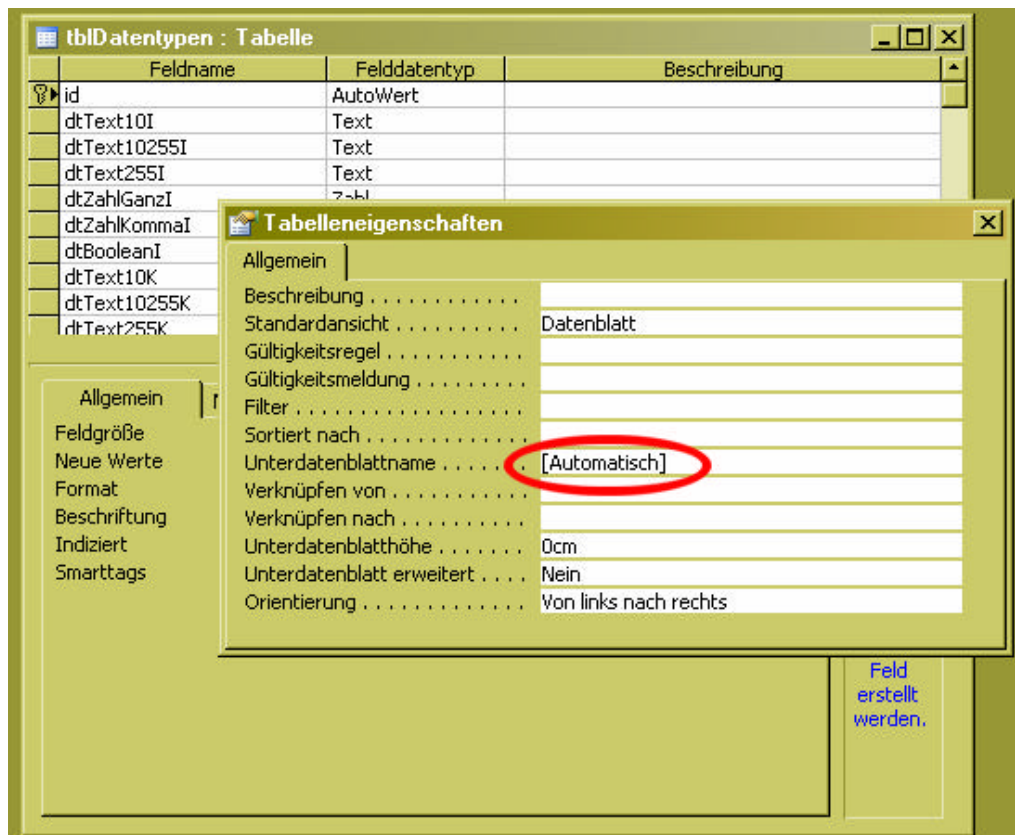 tblDatentypen : Tabelle
Feldname Felddatentyp Beschreibung
id AutoWert
dtText10I Text
dtText10255I Text
dtText255I Text
dtZahlGanzI Zahl
dtZahlKommaI
dtBooleanI
dtText10K
dtText10255K
dtText255K
Tabelleneigenschaften
Allgemein
Beschreibung . . . . . . . . . . . .
Standardansicht . . . . . . . . . . Datenblatt
Gültigkeitsregel . . . . . . . . . . .
Gültigkeitsmeldung . . . . . . . . .
Filter . . . . . . . . . . . . . . . . . .
Sortiert nach . . . . . . . . . . . . .
Unterdatenblattname . . . . . . . [Automatisch]
Verknüpfen von . . . . . . . . . . .
Verknüpfen nach . . . . . . . . . .
Unterdatenblatthöhe . . . . . . . 0cm
Unterdatenblatt erweitert . . . . Nein
Orientierung . . . . . . . . . . . . . Von links nach rechts
Allgemein
Feldgröße
Neue Werte
Format
Beschriftung
Indiziert
Smarttags
Feld
erstellt
werden.